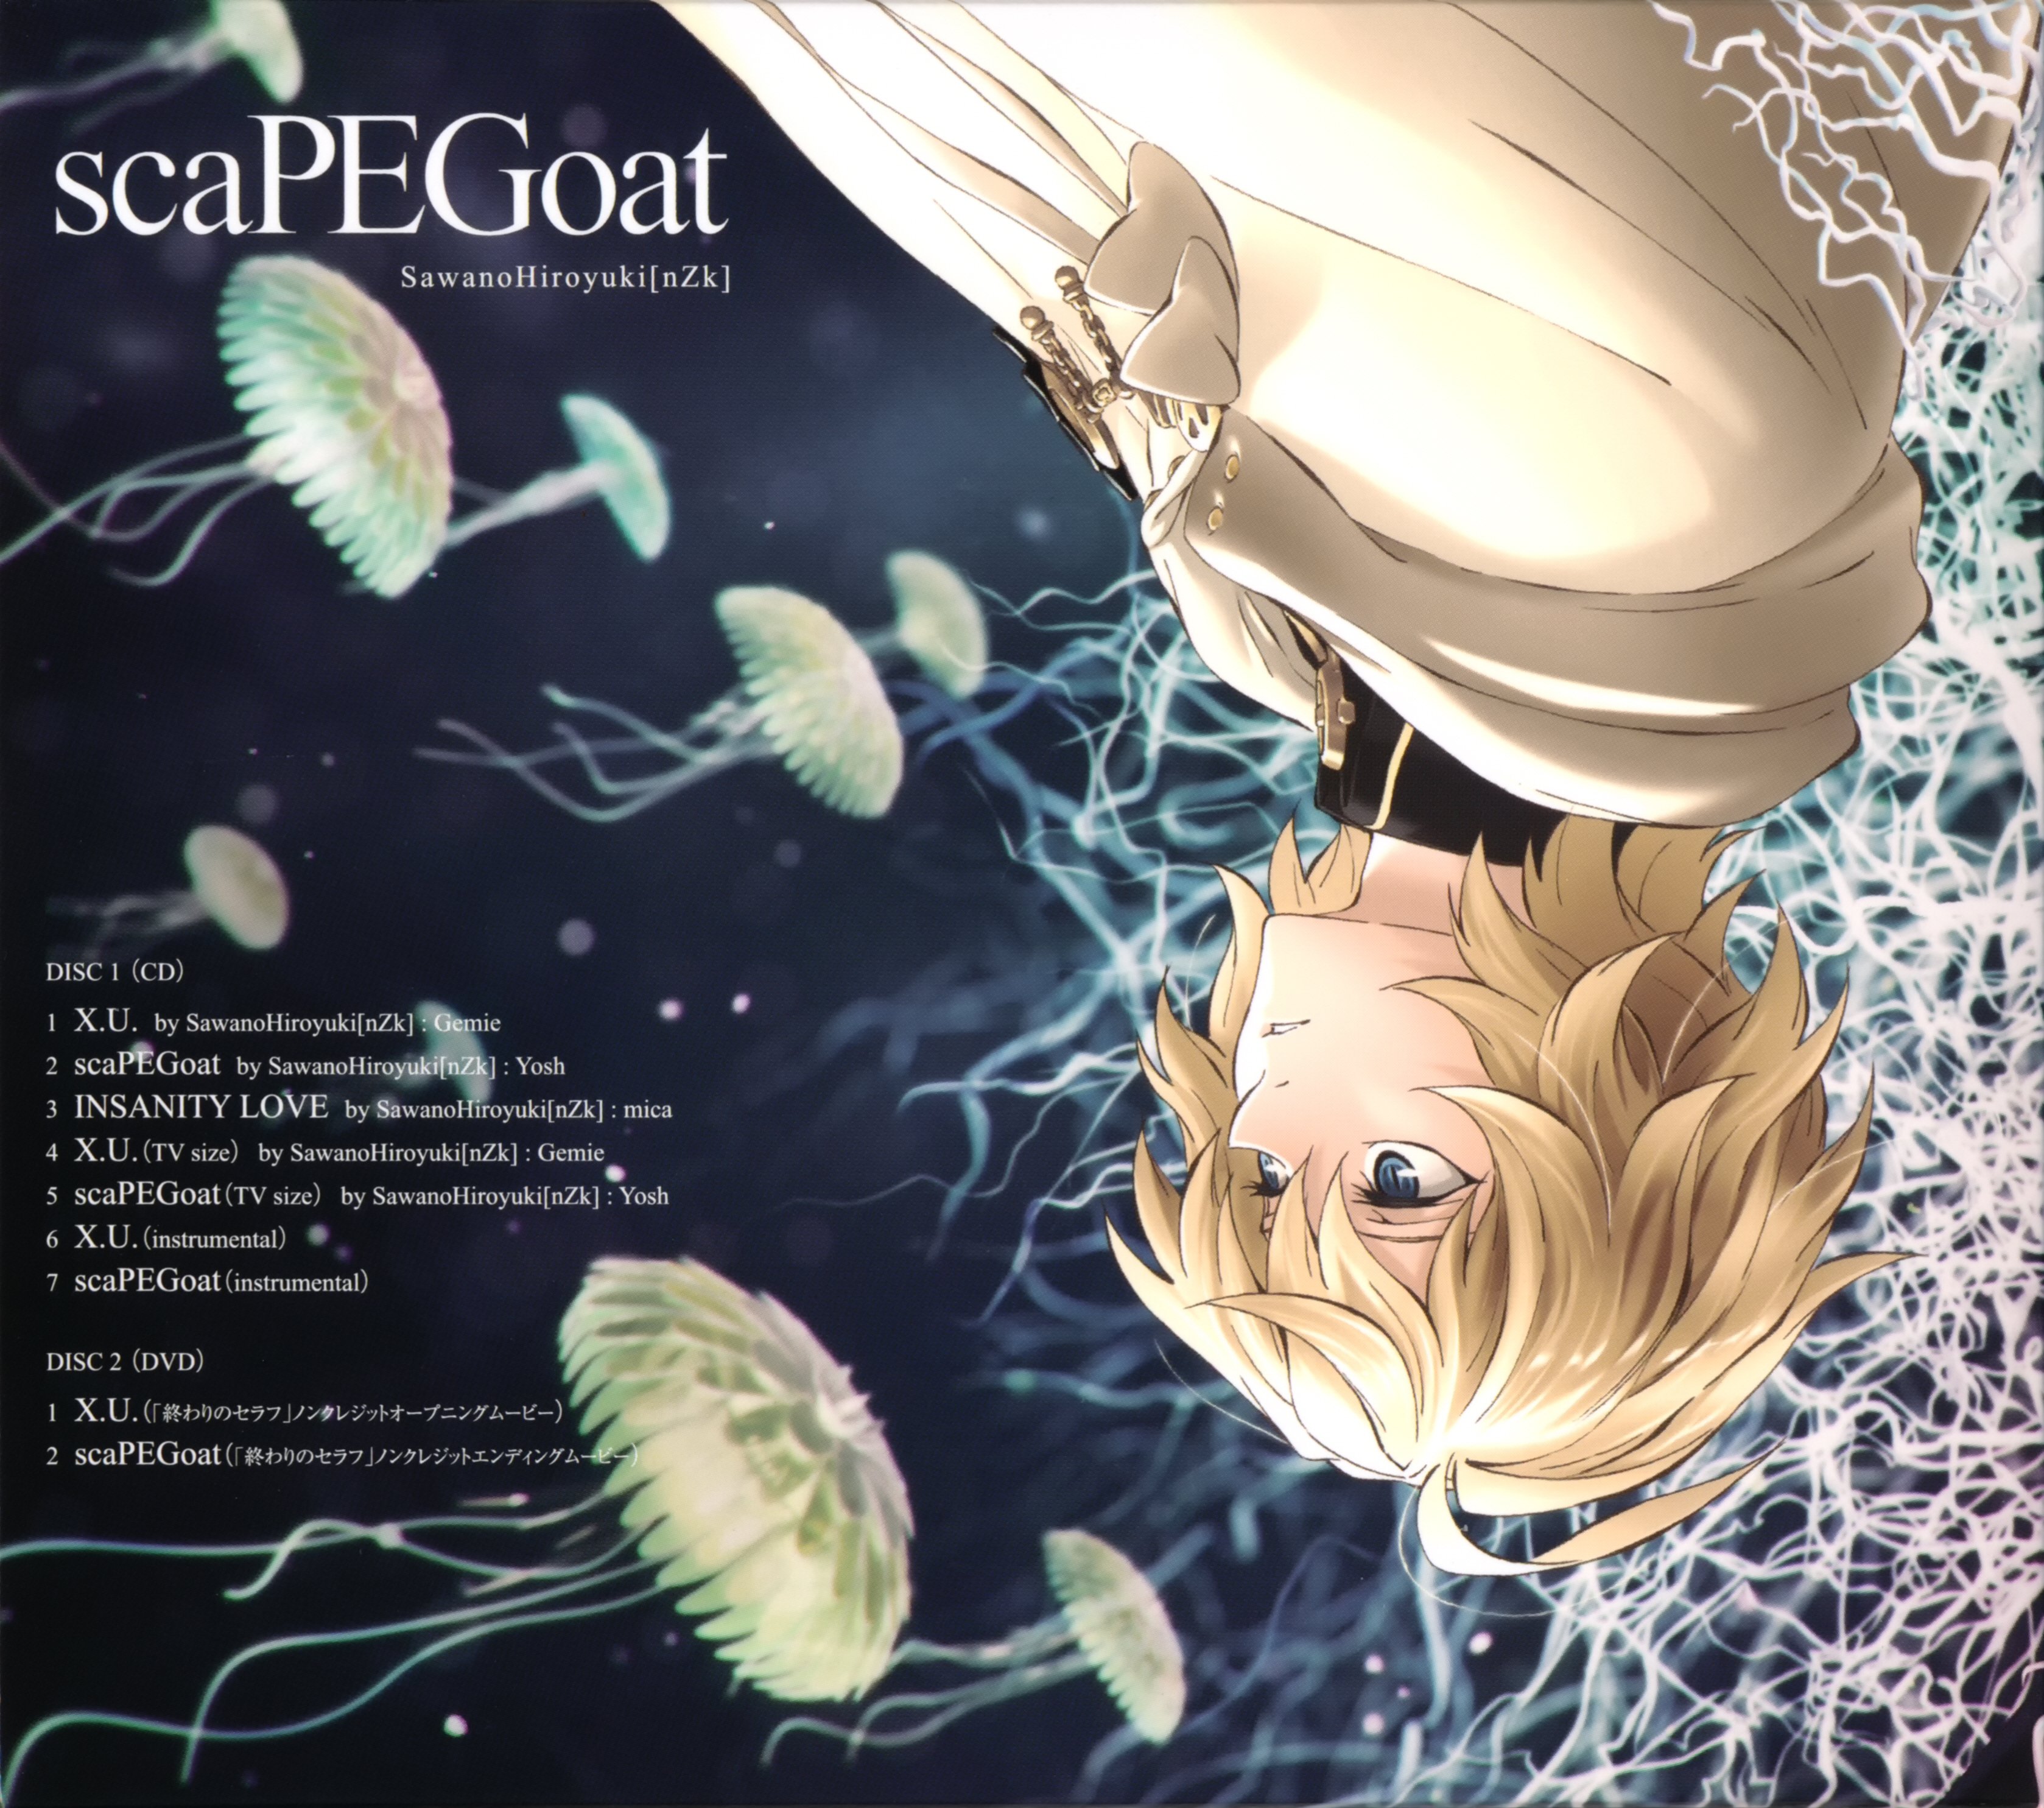 scaPEGoat
SawanoHiroyuki[nZk]
DISC 1 (CD)
1 X.U. by SawanoHiroyuki[nZk] : Gemie
2 scaPEGoat by SawanoHiroyuki[nZk] : Yosh
3 INSANITY LOVE by SawanoHiroyuki[nZk] : mica
4 X.U.(TV size) by SawanoHiroyuki[nZk] : Gemie
5 scaPEGoat(TV size) by SawanoHiroyuki[nZk] : Yosh
6 X.U.(instrumental)
7 scaPEGoat(instrumental)
DISC 2 (DVD)
1 X.U.(「終わりのセラフ」ノンクレジットオープニングムービー)
2 scaPEGoat(「終わりのセラフ」ノンクレジットエンディングムービー)